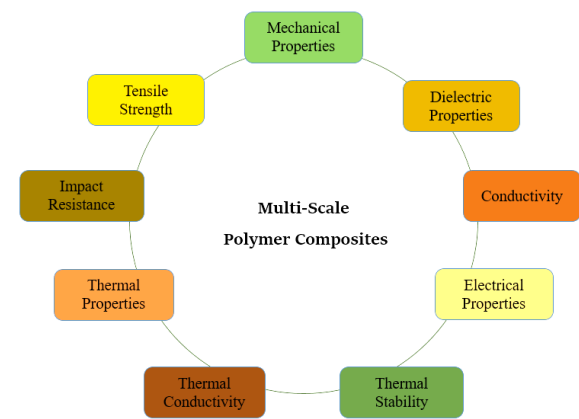 Mechanical
Properties
Tensile
Strength
Dielectric
Properties
Impact
Resistance
Conductivity
Multi-Scale
Polymer Composites
Thermal
Properties
Electrical
Properties
Thermal
Conductivity
Thermal
Stability